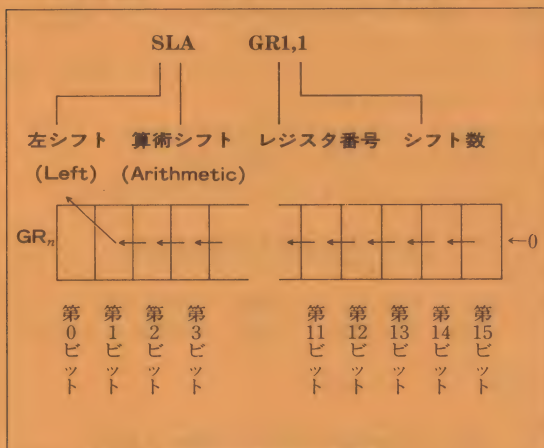 SLA GR1,1
左シフト 算術シフト レジスタ番号 シフト数
(Left) (Arithmetic)
GRn ←0
第0ビット
第1ビット
第2ビット
第3ビット
第11ビット
第12ビット
第13ビット
第14ビット
第15ビット